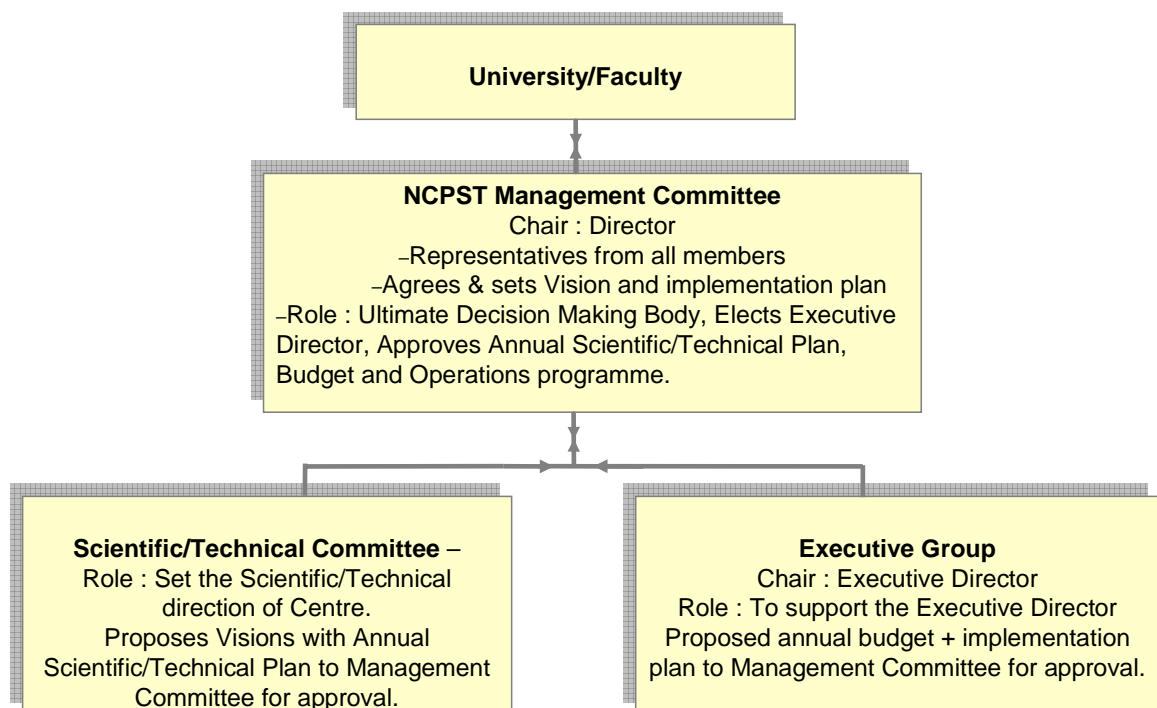 University/Faculty
NCPST Management Committee
Chair : Director
–Representatives from all members
–Agrees & sets Vision and implementation plan
–Role : Ultimate Decision Making Body, Elects Executive
Director, Approves Annual Scientific/Technical Plan,
Budget and Operations programme.
Scientific/Technical Committee –
Role : Set the Scientific/Technical
direction of Centre.
Proposes Visions with Annual
Scientific/Technical Plan to Management
Committee for approval.
Executive Group
Chair : Executive Director
Role : To support the Executive Director
Proposed annual budget + implementation
plan to Management Committee for approval.